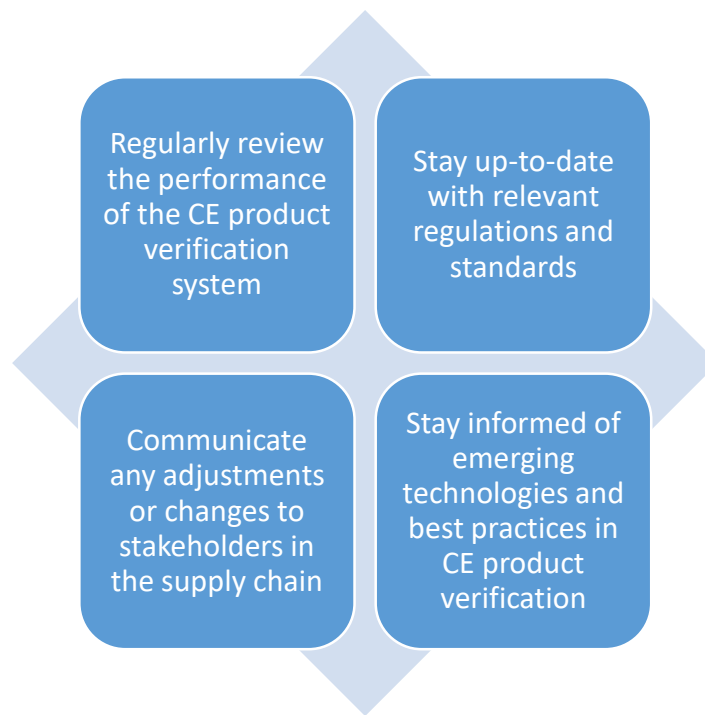 Regularly review
the performance
of the CE product
verification
system
Stay up-to-date
with relevant
regulations and
standards
Communicate
any adjustments
or changes to
stakeholders in
the supply chain
Stay informed of
emerging
technologies and
best practices in
CE product
verification